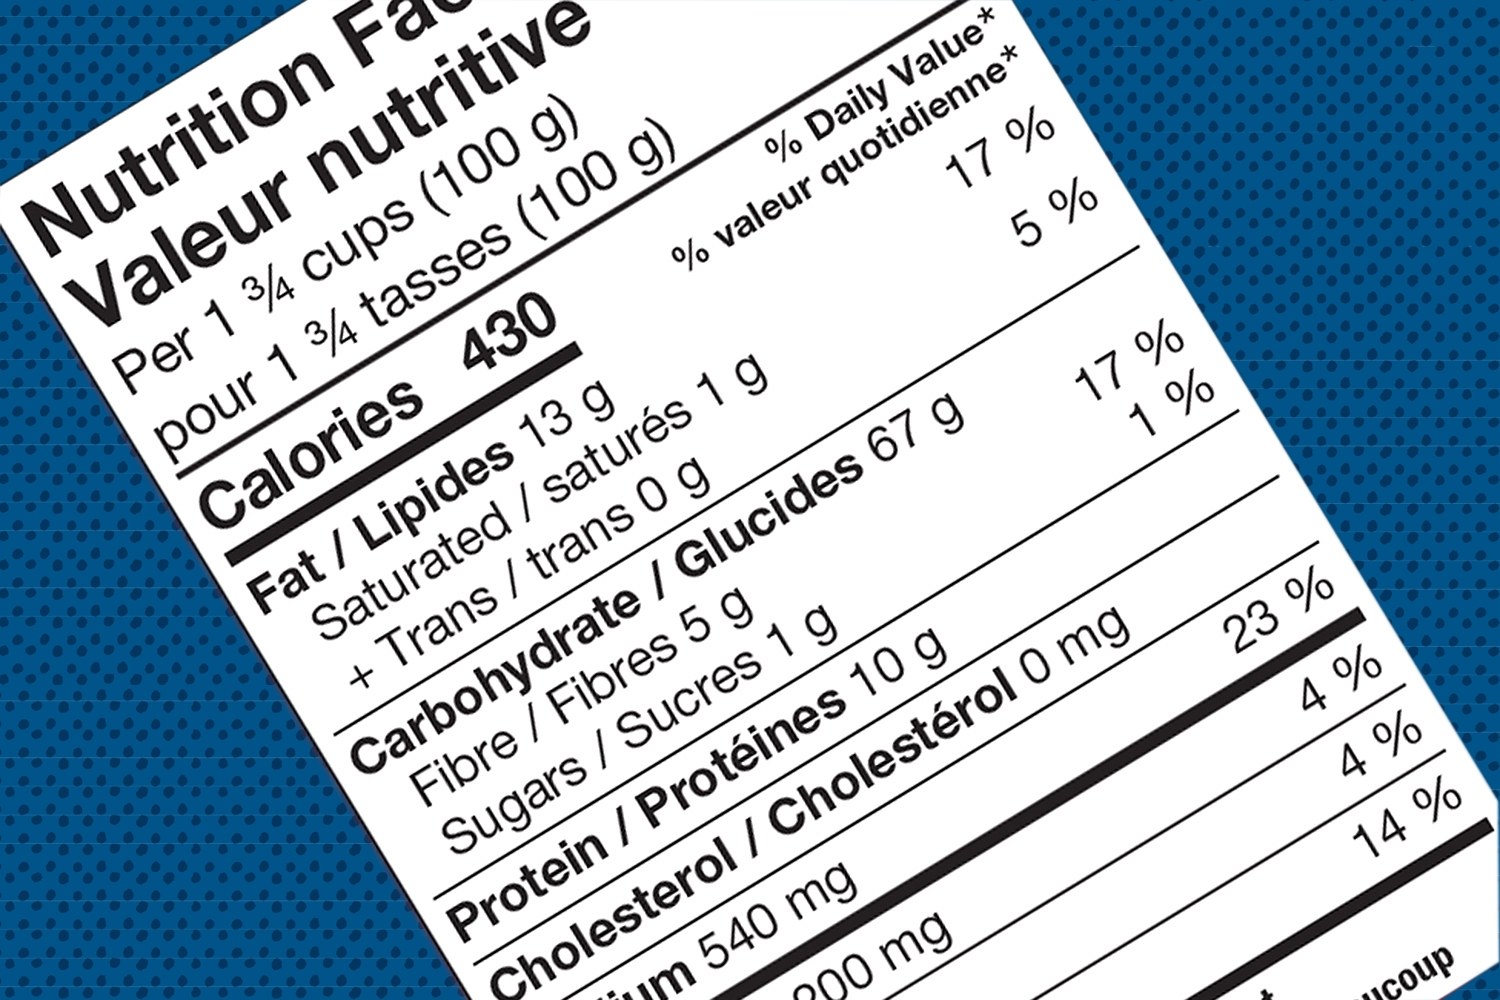 Nutrition Fac
Valeur nutritive
Per 1 3/4 cups (100 g)
pour 1 3/4 tasses (100 g)
Calories 430
% Daily Value*
% valeur quotidienne*
Fat / Lipides 13 g 17 %
Saturated / saturés 1 g 5 %
+ Trans / trans 0 g
Carbohydrate / Glucides 67 g
Fibre / Fibres 5 g 17 %
Sugars / Sucres 1 g 1 %
Protein / Protéines 10 g
Cholesterol / Cholestérol 0 mg
ium 540 mg 23 %
200 mg 4 %
4 %
14 %
ucoup